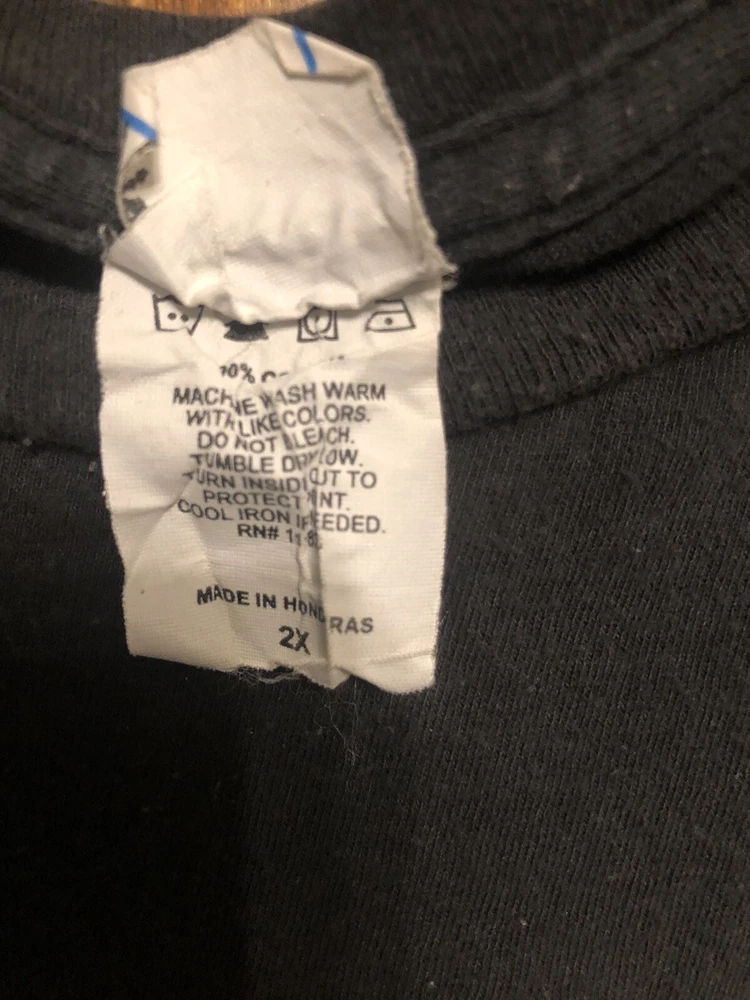 MACHINE WASH WARM
WITH LIKE COLORS.
DO NOT BLEACH.
TUMBLE DRY LOW.
TURN INSIDE OUT TO
PROTECT PRINT.
COOL IRON IF NEEDED.
RN#
MADE IN HONDURAS
2X